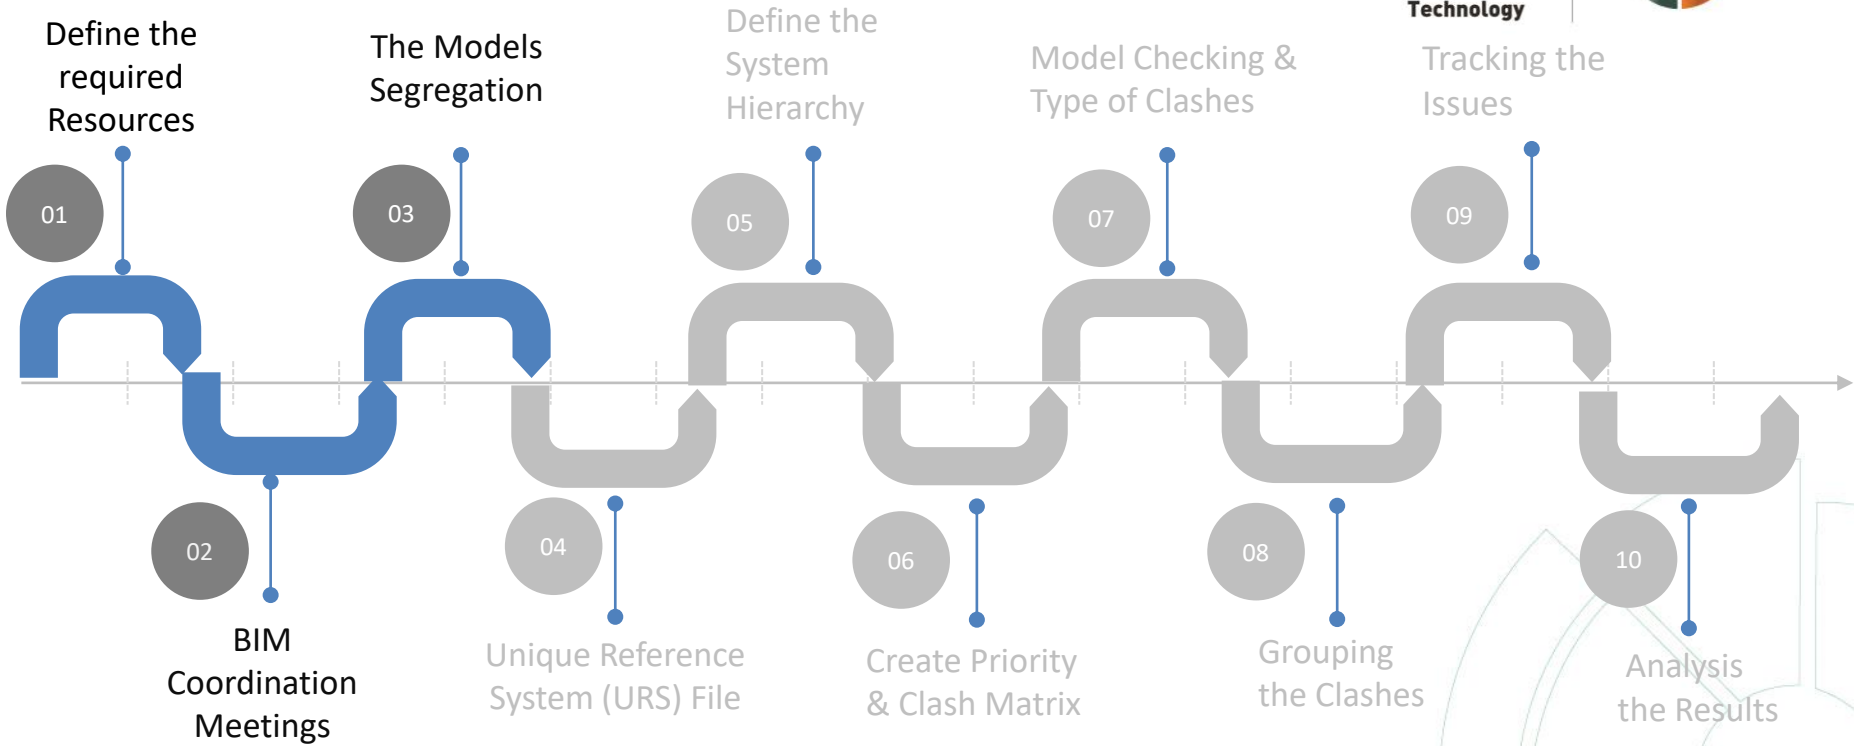 Technology
Define the
required
Resources
01
BIM
Coordination
Meetings
02
The Models
Segregation
03
Unique Reference
System (URS) File
04
Define the
System
Hierarchy
05
Create Priority
& Clash Matrix
06
Model Checking &
Type of Clashes
07
Grouping
the Clashes
08
Tracking the
Issues
09
Analysis
the Results
10